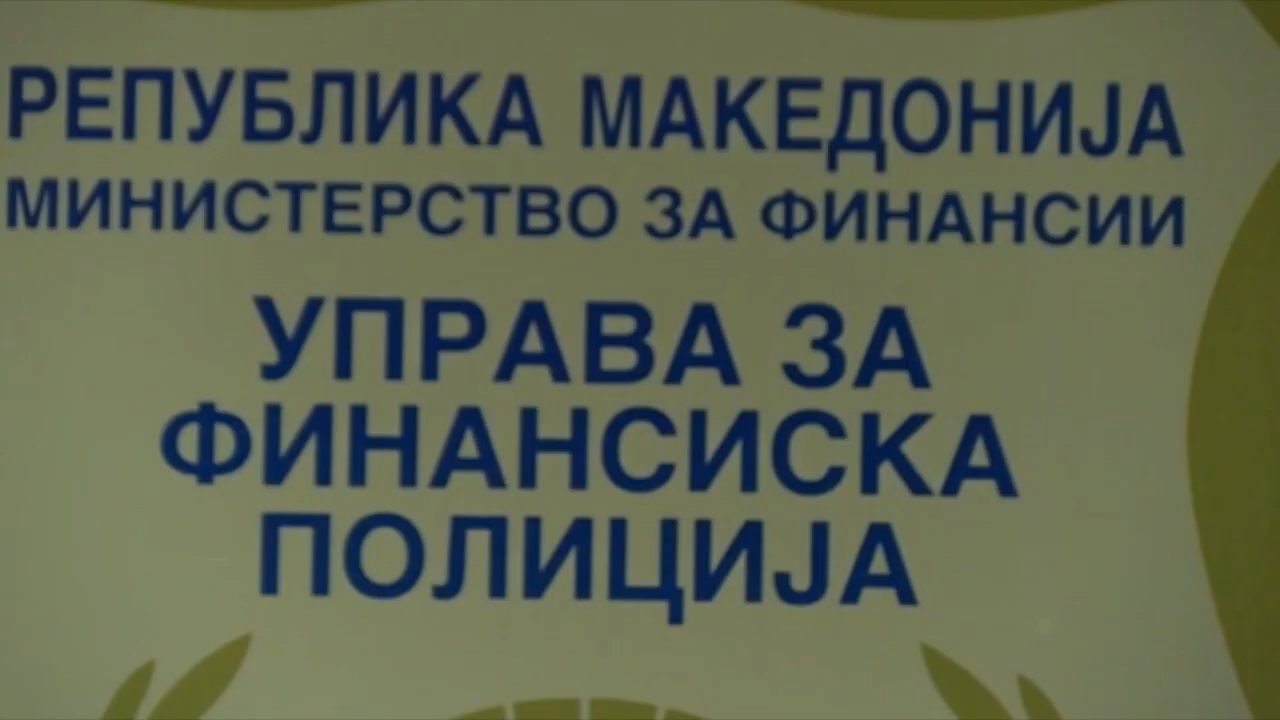 РЕПУБЛИКА МАКЕДОНИЈА
МИНИСТЕРСТВО ЗА ФИНАНСИИ
УПРАВА ЗА
ФИНАНСИСКА
ПОЛИЦИЈА